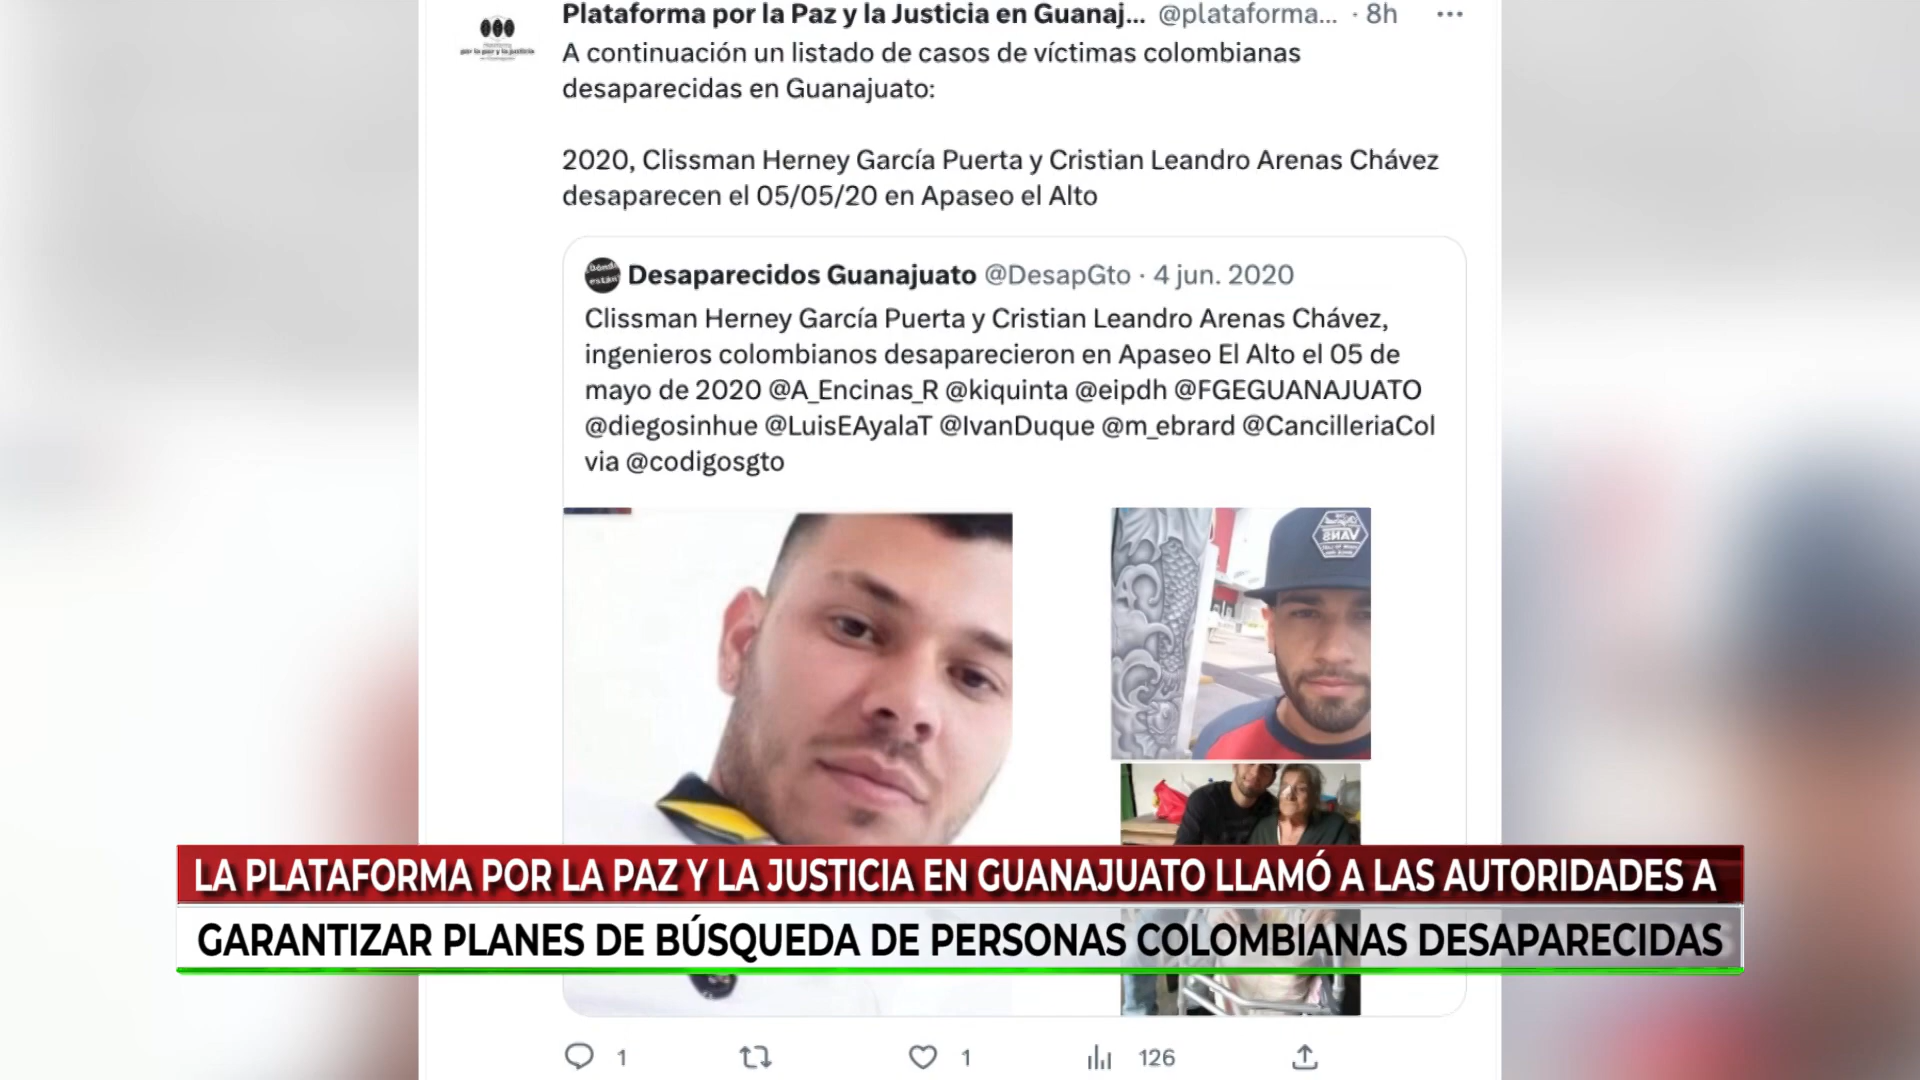 Plataforma por la Paz y la Justicia en Guanaj... @plataforma... · 8h
por la paz y la justicia
A continuación un listado de casos de víctimas colombianas
desaparecidas en Guanajuato:
2020, Clissman Herney García Puerta y Cristian Leandro Arenas Chávez
desaparecen el 05/05/20 en Apaseo el Alto
Desaparecidos Guanajuato @DesapGto · 4 jun. 2020
Clissman Herney García Puerta y Cristian Leandro Arenas Chávez,
ingenieros colombianos desaparecieron en Apaseo El Alto el 05 de
mayo de 2020 @A_Encinas_R @kiquinta @eipdh @FGEGUANAJUATO
@diegosinhue @LuisEAyalaT @IvanDuque @m_ebrard @CancilleriaCol
via @codigosgto
VANS
LA PLATAFORMA POR LA PAZ Y LA JUSTICIA EN GUANAJUATO LLAMÓ A LAS AUTORIDADES A
GARANTIZAR PLANES DE BÚSQUEDA DE PERSONAS COLOMBIANAS DESAPARECIDAS
1 1 126